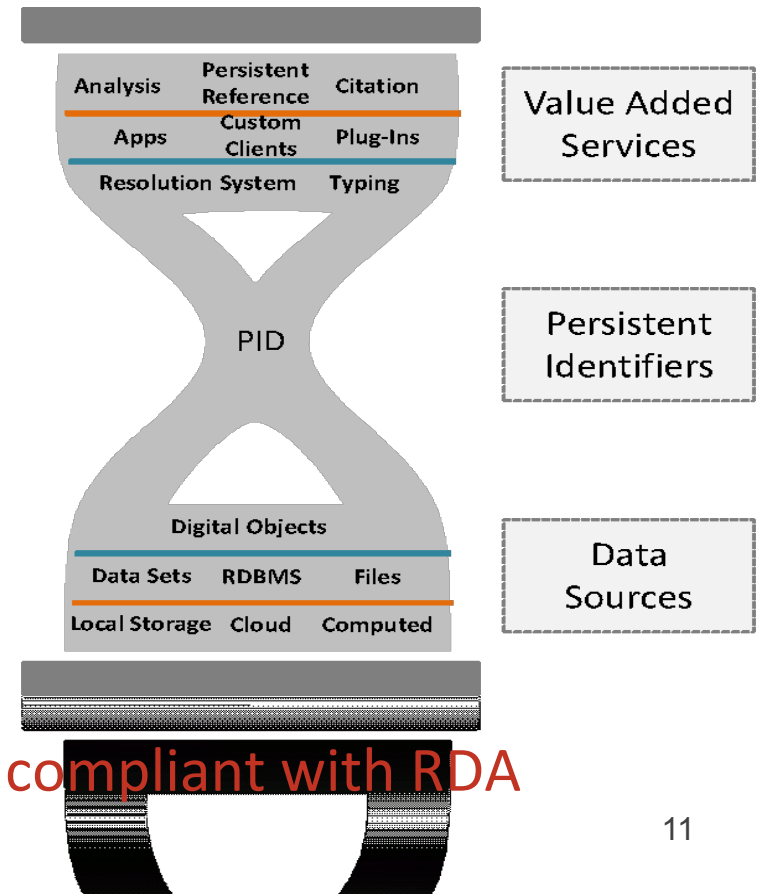 Analysis Persistent Reference Citation
Apps Custom Clients Plug-Ins
Resolution System Typing
PID
Digital Objects
Data Sets RDBMS Files
Local Storage Cloud Computed
Value Added
Services
Persistent
Identifiers
Data
Sources
compliant with RDA
11